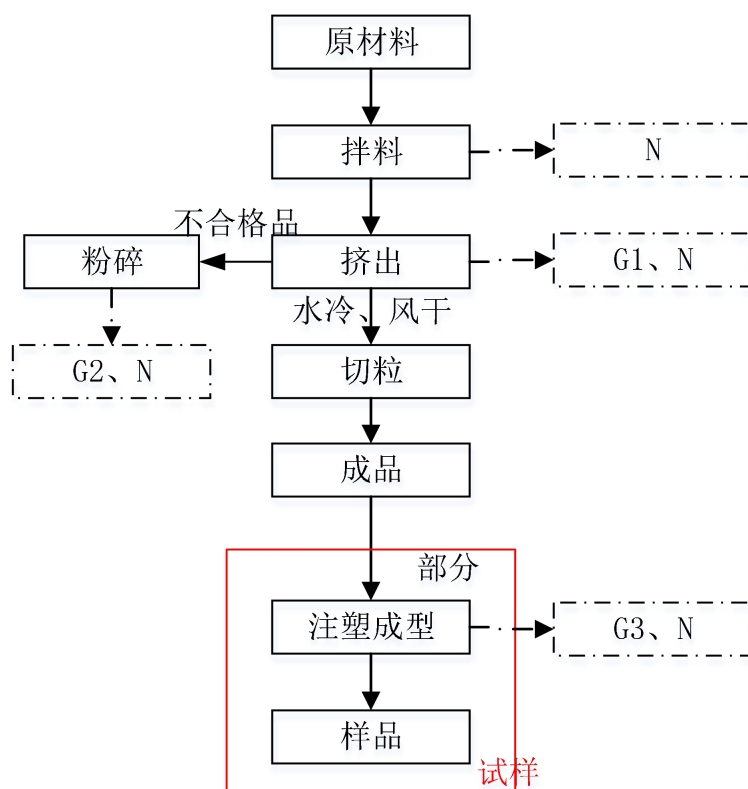 原材料
拌料
N
不合格品
粉碎
挤出
G1、N
水冷、风干
G2、N
切粒
成品
部分
注塑成型
G3、N
样品
试样